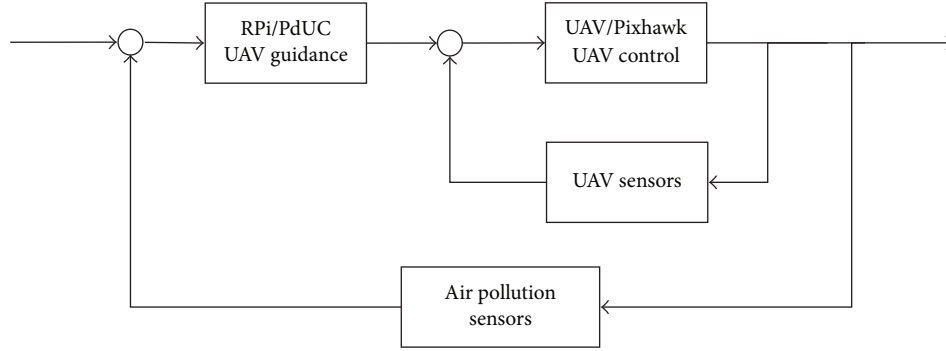 RPi/PdUC
UAV guidance
UAV/Pixhawk
UAV control
UAV sensors
Air pollution
sensors